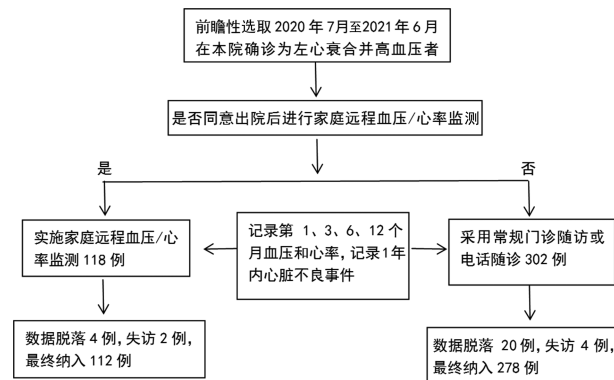 前瞻性选取 2020 年 7月至2021 年 6 月
在本院确诊为左心衰合并高血压者
是否同意出院后进行家庭远程血压/心率监测
是
否
实施家庭远程血压/心
率监测 118 例
记录第 1、3、6、12 个
月血压和心率，记录1年
内心脏不良事件
采用常规门诊随访或
电话随诊 302 例
数据脱落 4 例，失访 2 例，
最终纳入 112 例
数据脱落 20 例，失访 4 例，
最终纳入 278 例